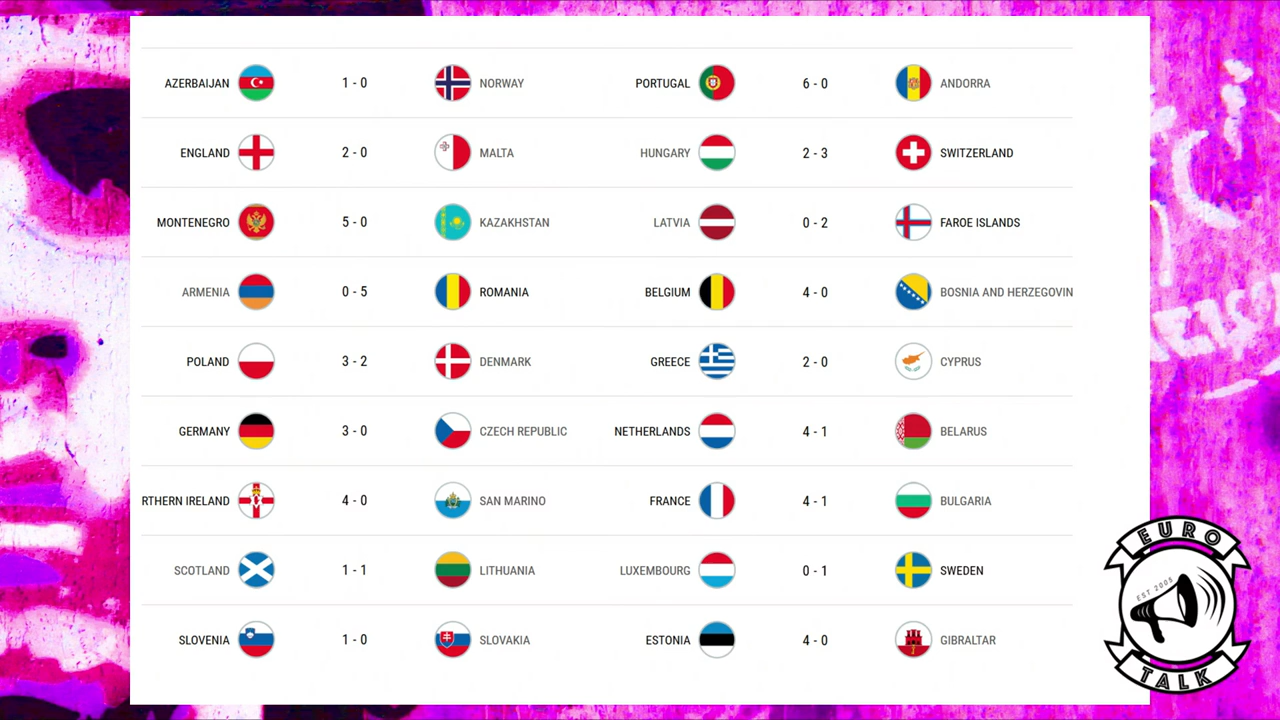 AZERBAIJAN 1 - 0 NORWAY PORTUGAL 6 - 0 ANDORRA
ENGLAND 2 - 0 MALTA HUNGARY 2 - 3 SWITZERLAND
MONTENEGRO 5 - 0 KAZAKHSTAN LATVIA 0 - 2 FAROE ISLANDS
ARMENIA 0 - 5 ROMANIA BELGIUM 4 - 0 BOSNIA AND HERZEGOVIN
POLAND 3 - 2 DENMARK GREECE 2 - 0 CYPRUS
GERMANY 3 - 0 CZECH REPUBLIC NETHERLANDS 4 - 1 BELARUS
RTHERN IRELAND 4 - 0 SAN MARINO FRANCE 4 - 1 BULGARIA
SCOTLAND 1 - 1 LITHUANIA LUXEMBOURG 0 - 1 SWEDEN
SLOVENIA 1 - 0 SLOVAKIA ESTONIA 4 - 0 GIBRALTAR
EURO
EST 2005
TALK